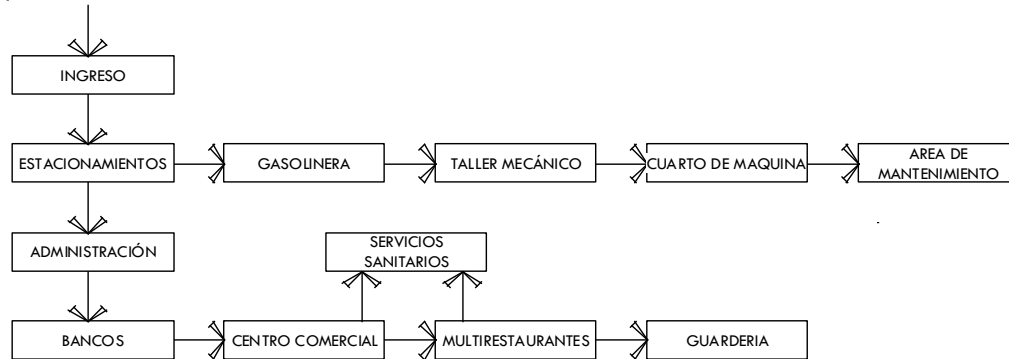 INGRESO
ESTACIONAMIENTOS
GASOLINERA
TALLER MECÁNICO
CUARTO DE MAQUINA
AREA DE
MANTENIMIENTO
ADMINISTRACIÓN
SERVICIOS
SANITARIOS
BANCOS
CENTRO COMERCIAL
MULTIRESTAURANTES
GUARDERIA